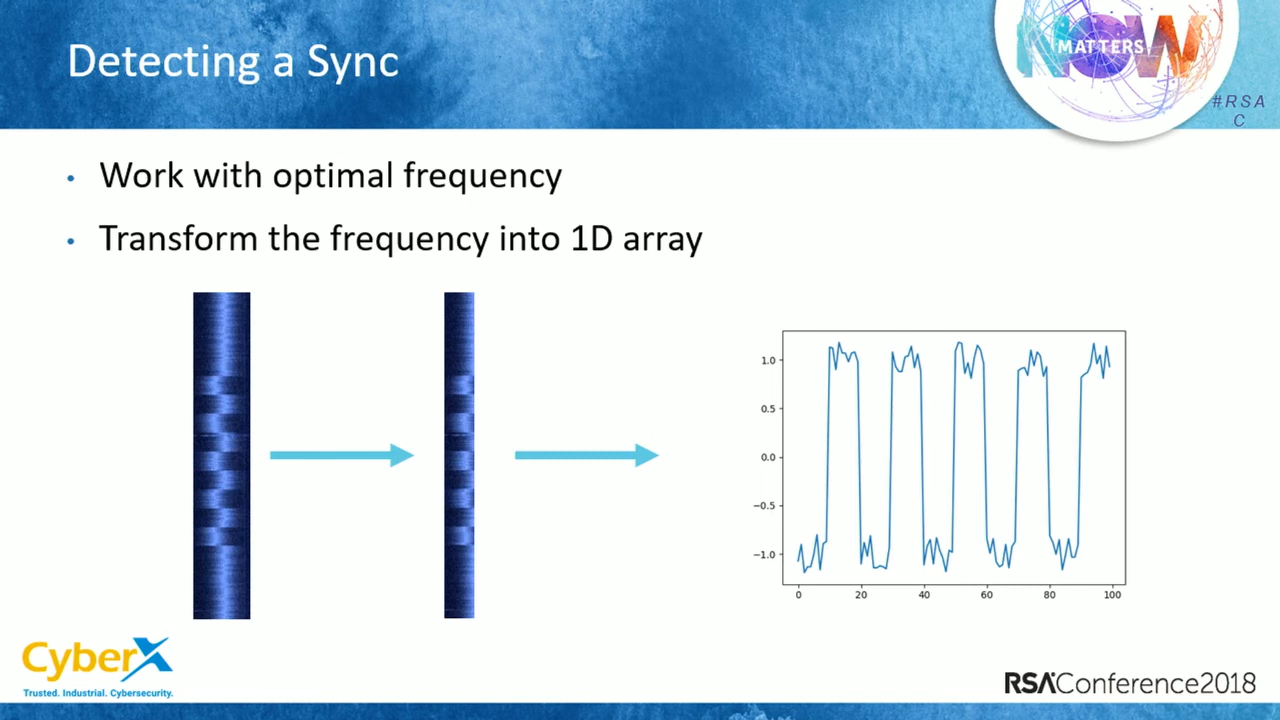 Detecting a Sync
NOW
MATTERS
#RSA
C
• Work with optimal frequency
• Transform the frequency into 1D array
1.0
0.5
0.0
−0.5
−1.0
0 20 40 60 80 100
CyberX
Trusted. Industrial. Cybersecurity.
RSAConference2018